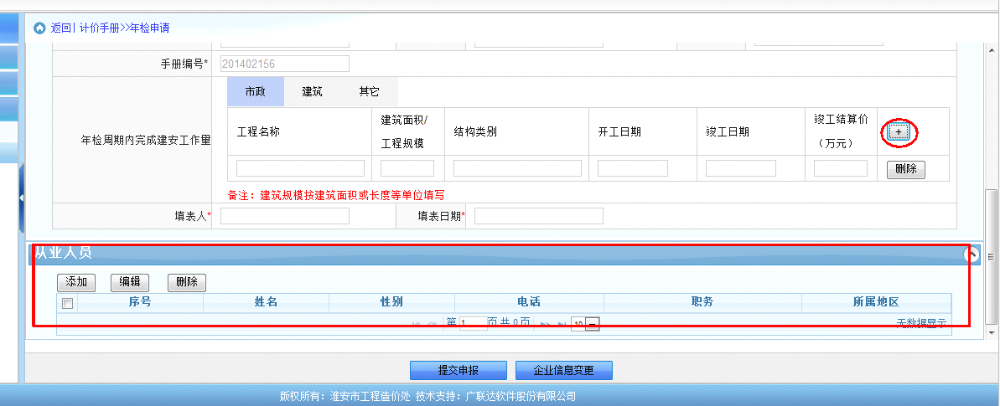 返回| 计价手册>>年检申请
手册编号* 201402156
市政 建筑 其它
年检周期内完成建安工作量
工程名称 建筑面积/工程规模 结构类别 开工日期 竣工日期 竣工结算价（万元） +
删除
备注：建筑规模按建筑面积或长度等单位填写
填表人* 填表日期*
从业人员
添加 编辑 删除
序号 姓名 性别 电话 职务 所属地区
第 1 页 共 0 页 10 无数据显示
提交申报 企业信息变更
版权所有：淮安市工程造价处 技术支持：广联达软件股份有限公司